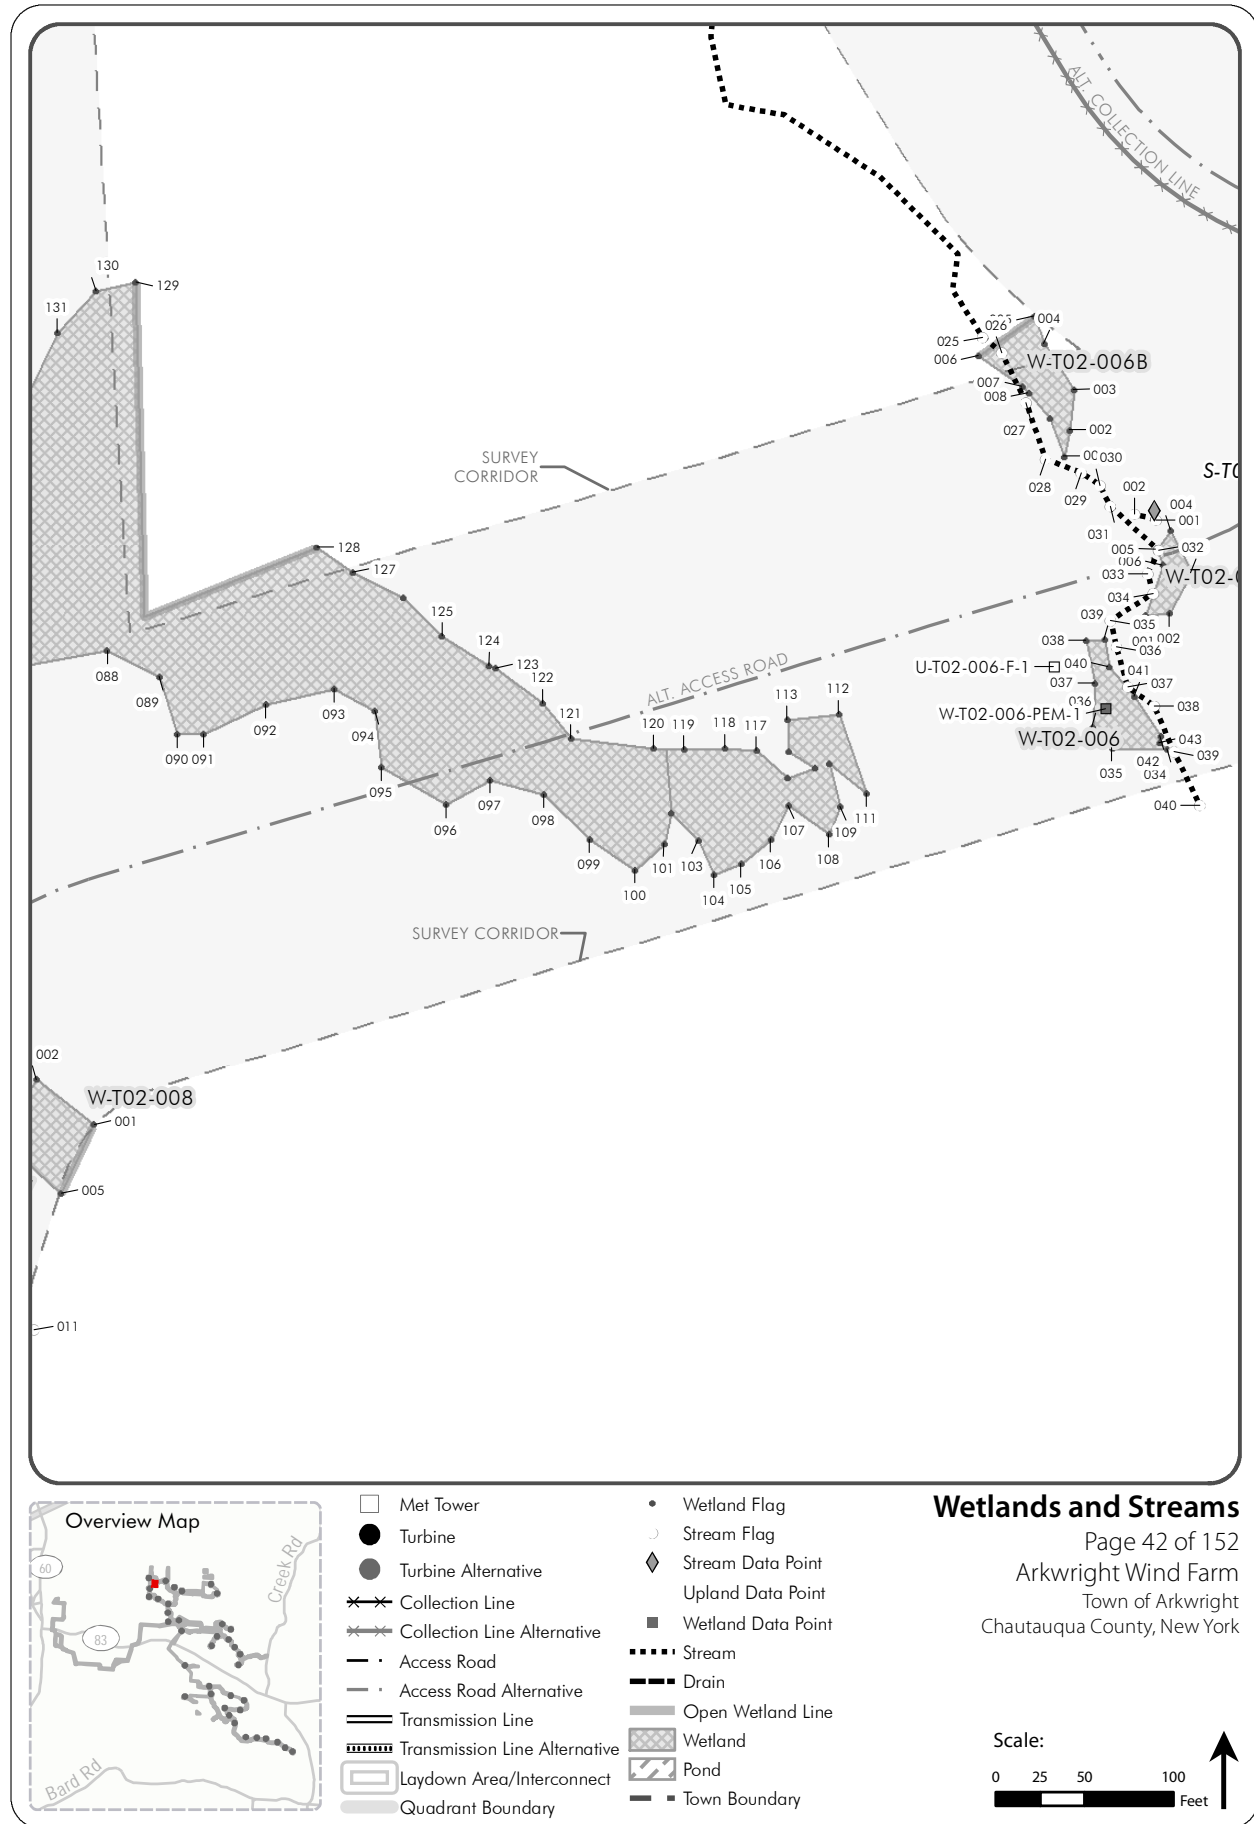 ALT. COLLECTION LINE
130
129
131
004
026
025
006
W-T02-006B
007
008
003
027
002
SURVEY
CORRIDOR
030
028
029
S-T0
002
004
001
031
128
005
032
127
006
033
W-T02-0
034
039
035
125
038
001
002
036
124
123
U-T02-006-F-1
040
088
ALT. ACCESS ROAD
041
037
037
089
122
093
113
112
036
W-T02-006-PEM-1
038
121
120
119
118
117
092
094
W-T02-006
043
039
090
091
042
035
034
095
097
040
096
098
111
107
109
099
101
103
106
108
100
104
105
SURVEY CORRIDOR
002
W-T02-008
001
005
011
Overview Map
60
83
Creek Rd
Bard Rd
Met Tower
Turbine
Turbine Alternative
Collection Line
Collection Line Alternative
Access Road
Access Road Alternative
Transmission Line
Transmission Line Alternative
Laydown Area/Interconnect
Quadrant Boundary
Wetland Flag
Stream Flag
Stream Data Point
Upland Data Point
Wetland Data Point
Stream
Drain
Open Wetland Line
Wetland
Pond
Town Boundary
Wetlands and Streams
Page 42 of 152
Arkwright Wind Farm
Town of Arkwright
Chautauqua County, New York
Scale:
0 25 50 100
Feet